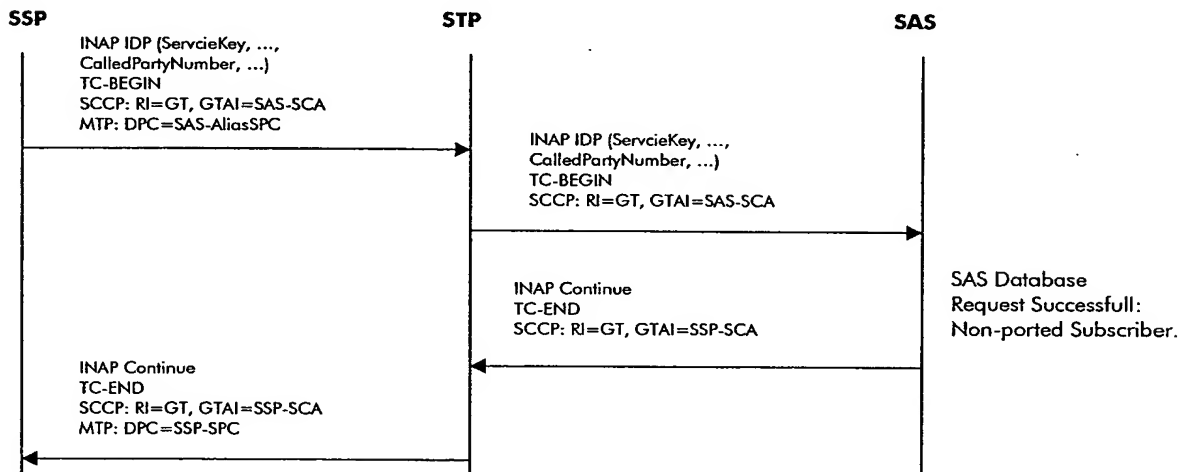 SSP
STP
SAS
INAP IDP (ServcieKey, ...,
CalledPartyNumber, ...)
TC-BEGIN
SCCP: RI=GT, GTAI=SAS-SCA
MTP: DPC=SAS-AliasSPC
INAP IDP (ServcieKey, ...,
CalledPartyNumber, ...)
TC-BEGIN
SCCP: RI=GT, GTAI=SAS-SCA
SAS Database
Request Successfull:
Non-ported Subscriber.
INAP Continue
TC-END
SCCP: RI=GT, GTAI=SSP-SCA
INAP Continue
TC-END
SCCP: RI=GT, GTAI=SSP-SCA
MTP: DPC=SSP-SPC